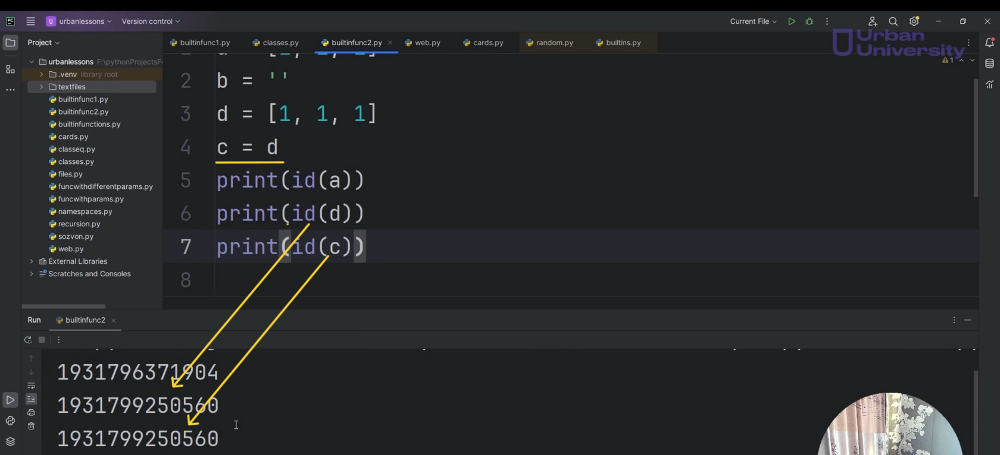 PC
U urbanlessons
Version control
Current File
Urban
University
Project
builtinfunc1.py
classes.py
builtinfunc2.py
web.py
cards.py
random.py
builtins.py
1
urbanlessons F:\pythonProjectsF
.venv library root
textfiles
builtinfunc1.py
builtinfunc2.py
builtinfunctions.py
cards.py
classeq.py
classes.py
files.py
funcwithdifferentparams.py
funcwithparams.py
namespaces.py
recursion.py
sozvon.py
web.py
External Libraries
Scratches and Consoles
2 b = ''
3 d = [1, 1, 1]
4 c = d
5 print(id(a))
6 print(id(d))
7 print(id(c))
8
Run
builtinfunc2
1931796371904
1931799250560
1931799250560